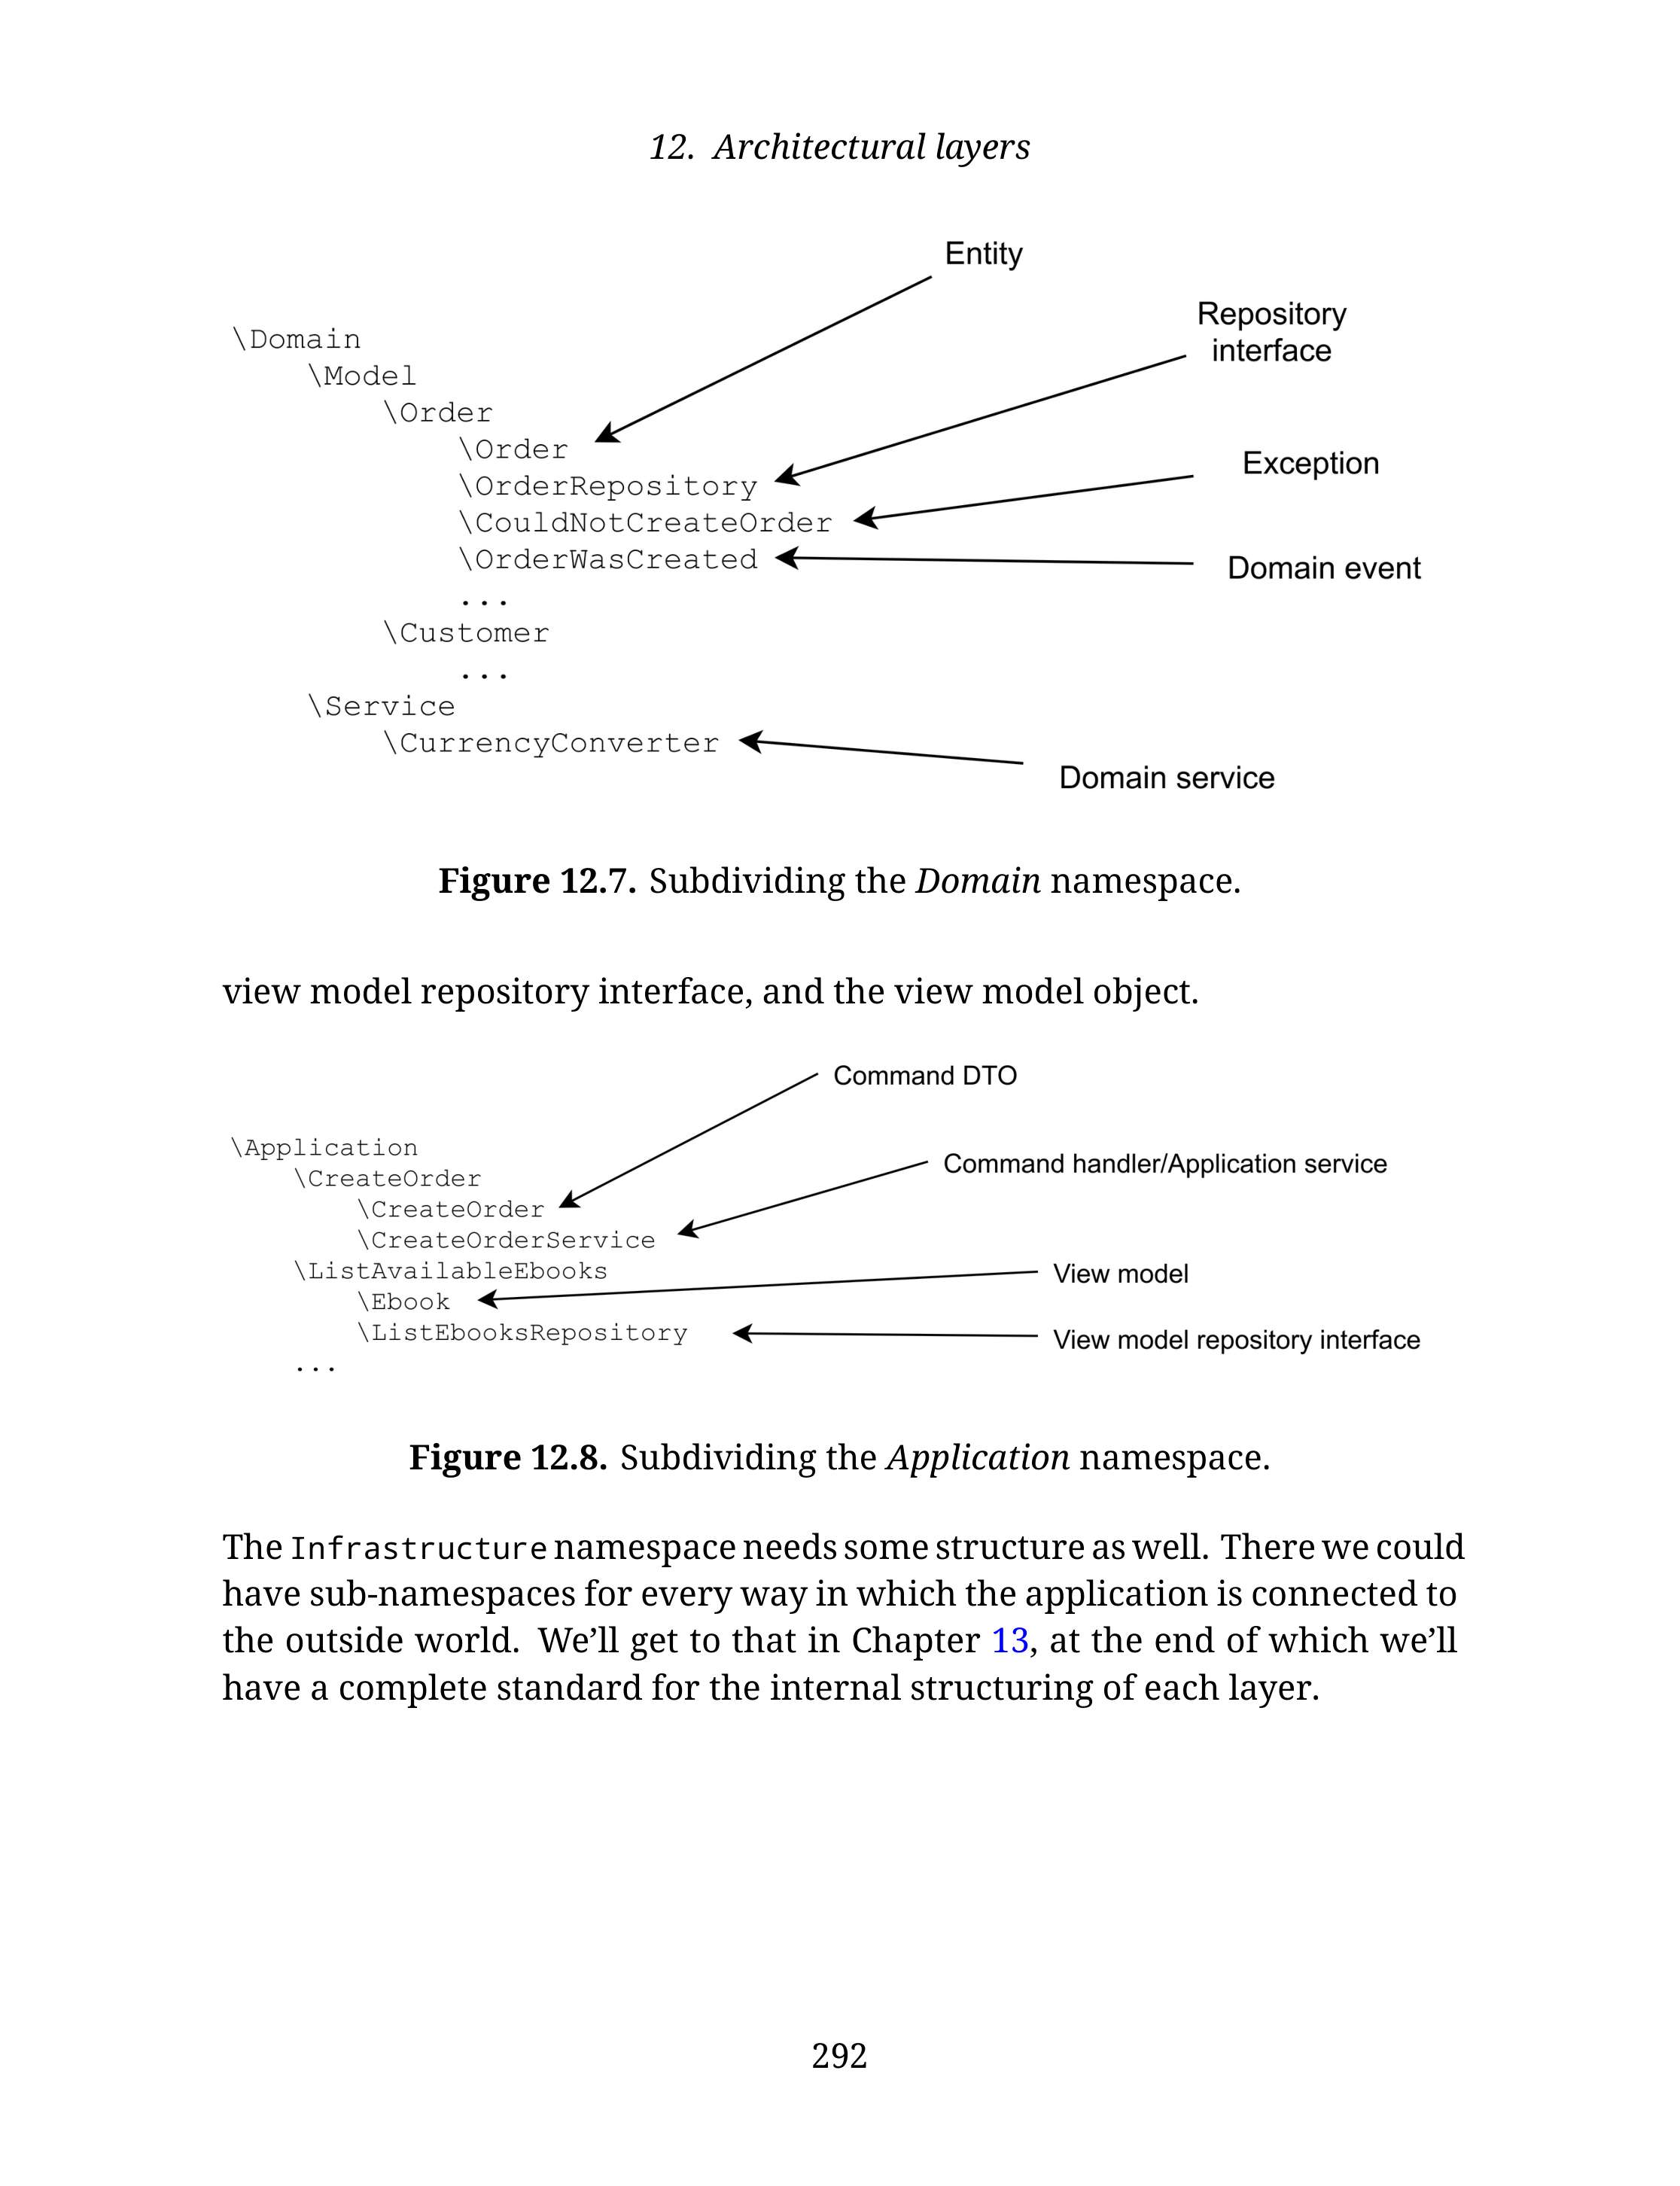 12. Architectural layers
Entity
Repository
interface
\Domain
\Model
\Order
\Order
\OrderRepository
Exception
\CouldNotCreateOrder
\OrderWasCreated
Domain event
...
\Customer
...
\Service
\CurrencyConverter
Domain service
Figure 12.7. Subdividing the Domain namespace.
view model repository interface, and the view model object.
Command DTO
\Application
Command handler/Application service
\CreateOrder
\CreateOrder
\CreateOrderService
\ListAvailableEbooks
View model
\Ebook
\ListEbooksRepository
View model repository interface
...
Figure 12.8. Subdividing the Application namespace.
The Infrastructure namespace needs some structure as well. There we could
have sub-namespaces for every way in which the application is connected to
the outside world. We’ll get to that in Chapter 13, at the end of which we’ll
have a complete standard for the internal structuring of each layer.
292